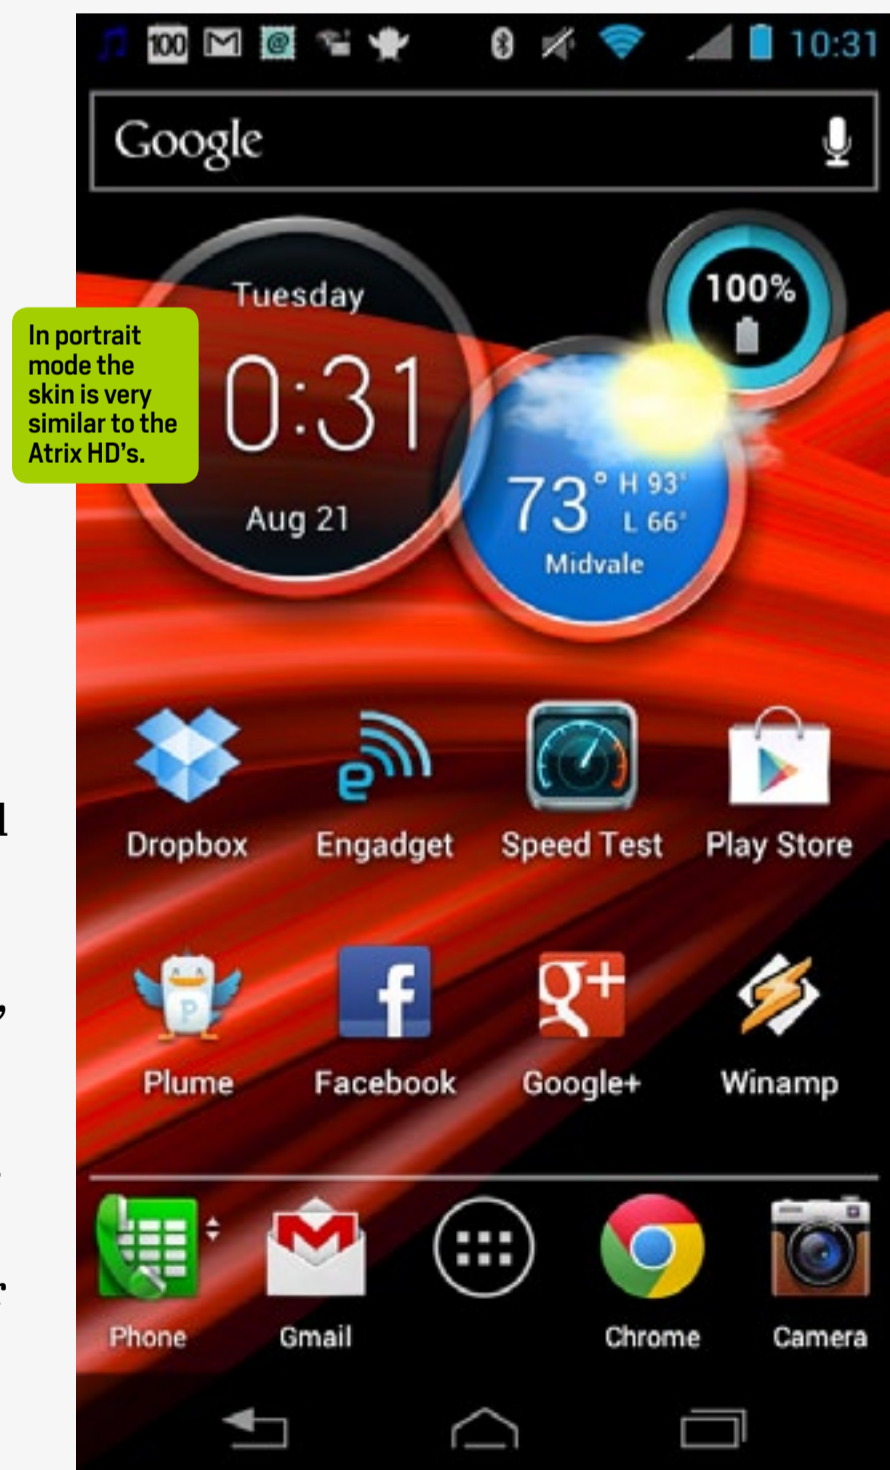 100
10:31
Google
Tuesday
100%
In portrait
mode the
skin is very
similar to the
Atrix HD's.
0:31
Aug 21
73° H 93°
L 66°
Midvale
Dropbox
Engadget
Speed Test
Play Store
P
Plume
Facebook
g+
Google+
Winamp
Phone
Gmail
Chrome
Camera